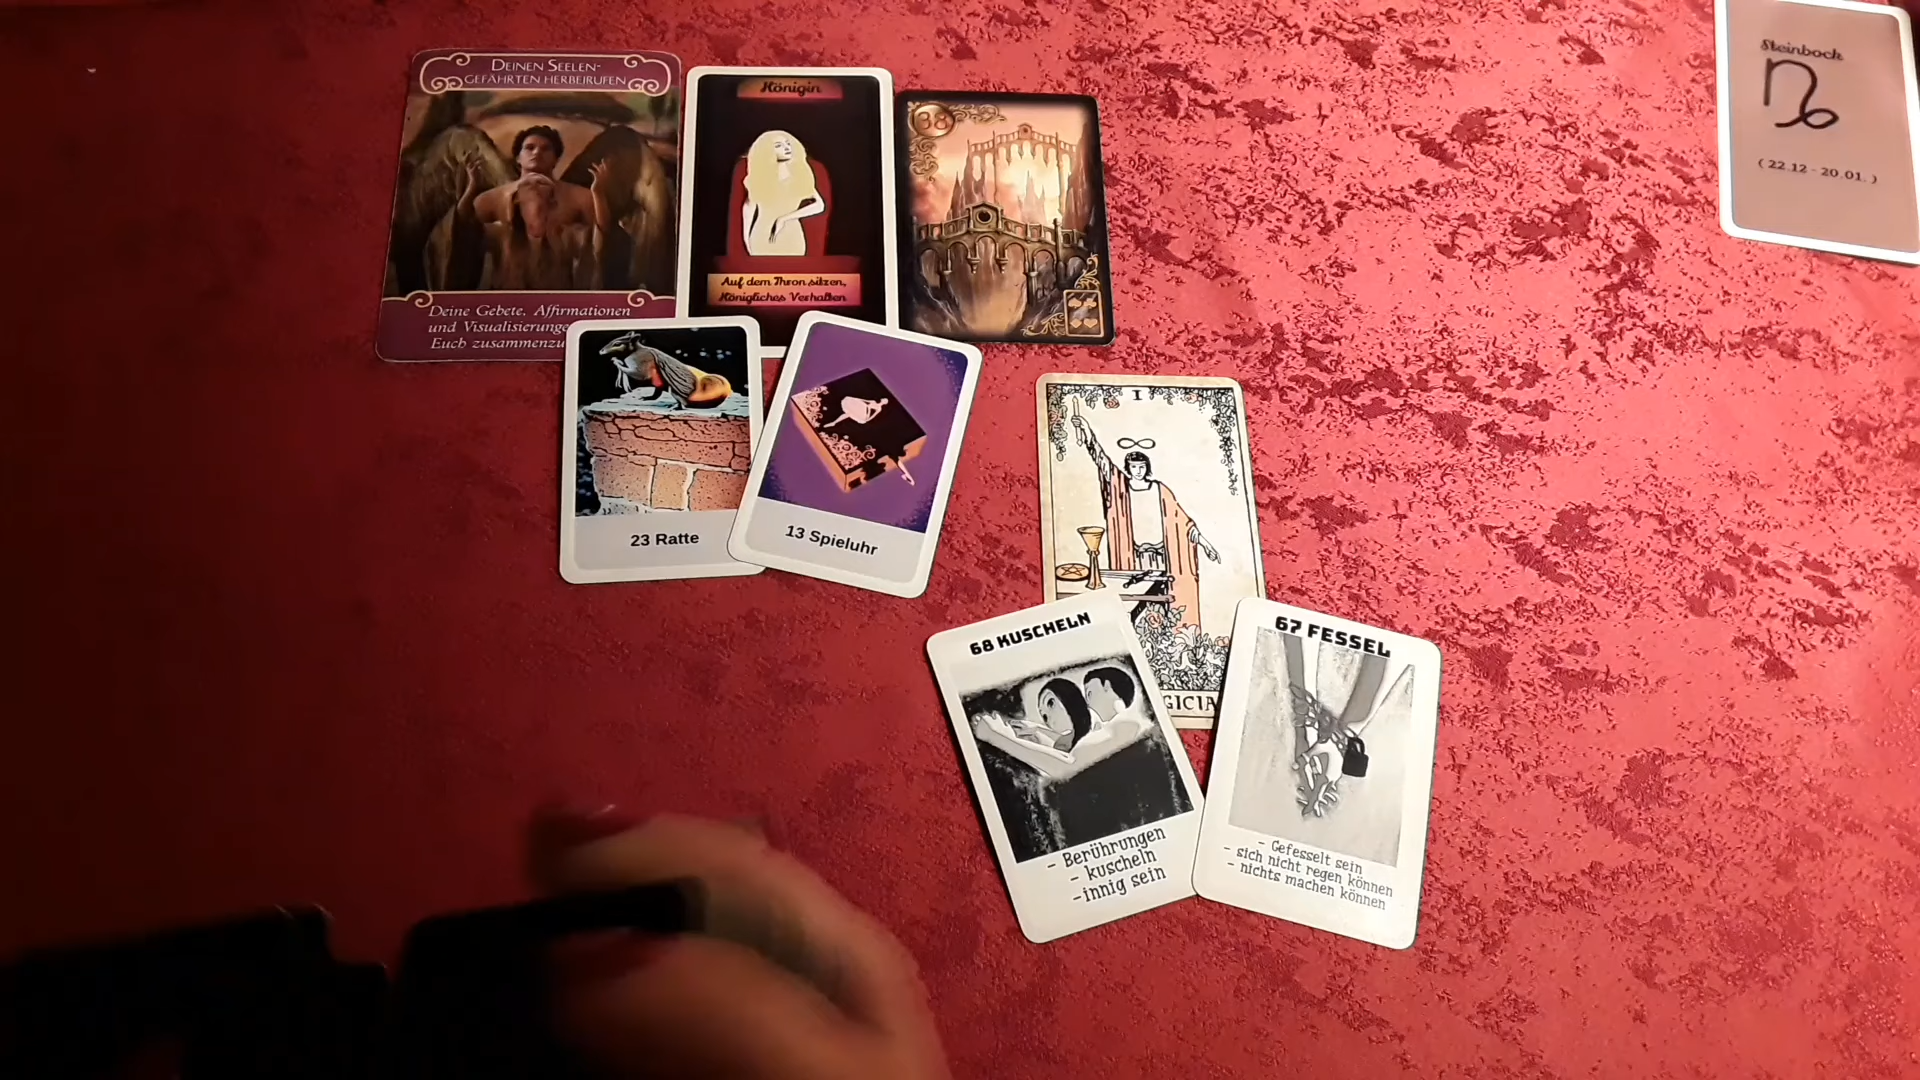 DEINEN SEELEN-
GEFÄHRTEN HERBEIRUFEN
Deine Gebete, Affirmationen
und Visualisierunge
Euch zusammenzu
Königin
Auf dem Thron sitzen,
Königliches Verhalten
38
Steinbock
( 22.12 - 20.01. )
23 Ratte
13 Spieluhr
I
GICIA
68 KUSCHELN
- Berührungen
- kuscheln
- innig sein
67 FESSEL
- Gefesselt sein
- sich nicht regen können
- nichts machen können